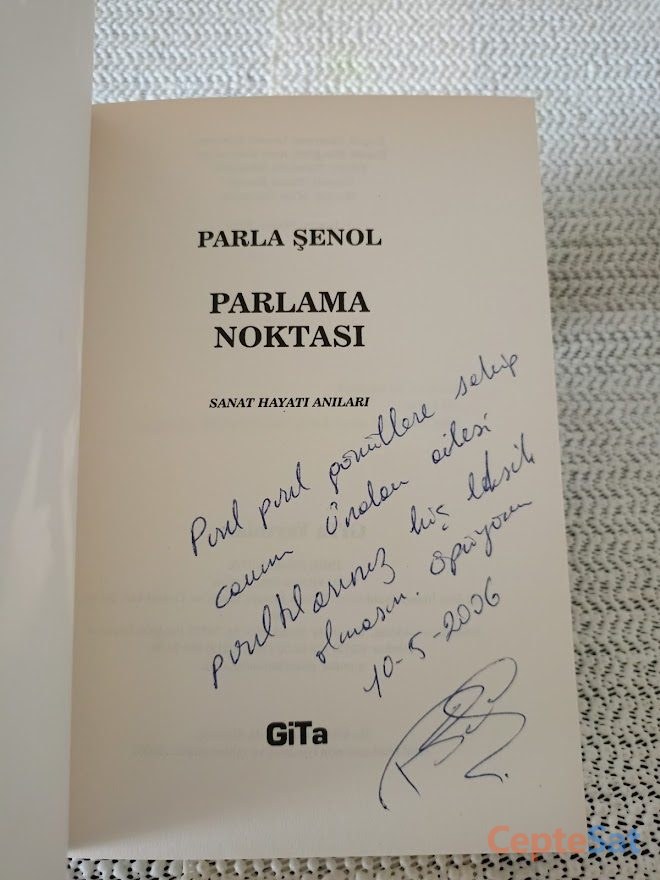 PARLA ŞENOL
PARLAMA
NOKTASI
SANAT HAYATI ANILARI
Pırıl pırıl gönüllere sahip
canım Ünalan ailesi
pırıltılarınız hiç eksik
olmasın. Öpüyorum
10-5-2006
GiTa
CepteSat